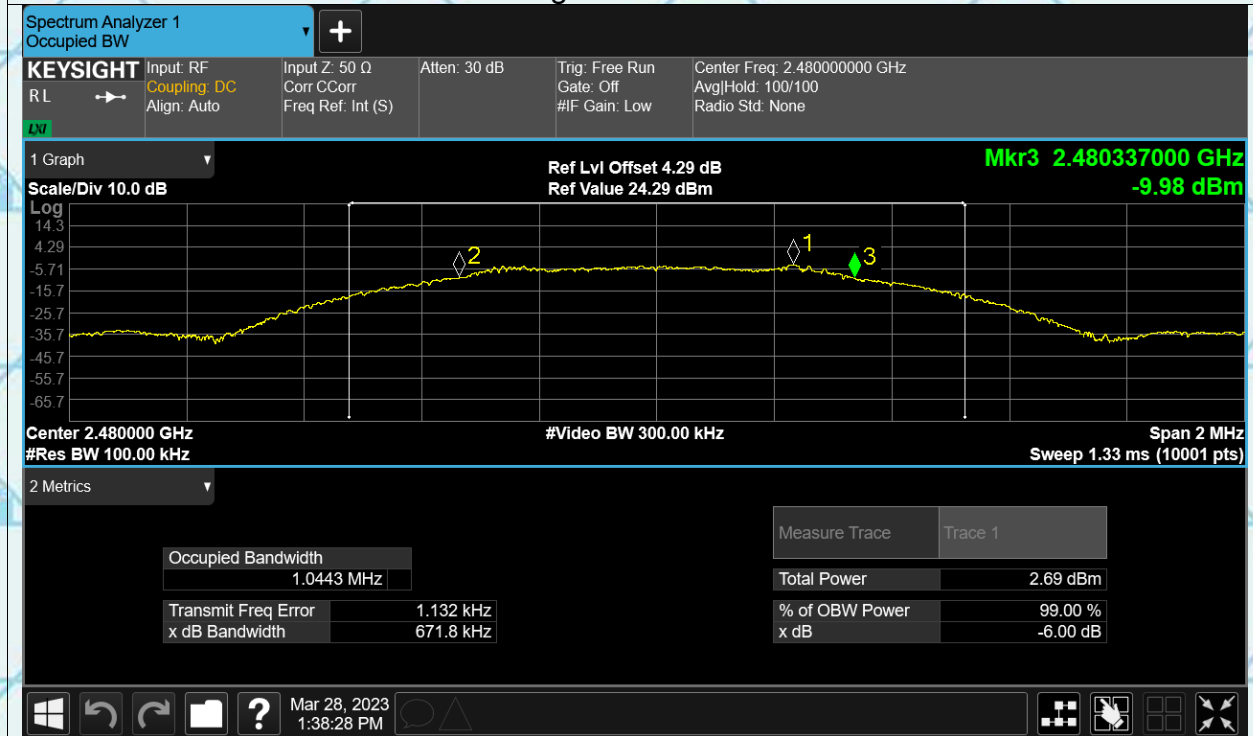 Spectrum Analyzer 1
Occupied BW
+
KEYSIGHT
RL
LXI
Input: RF
Coupling: DC
Align: Auto
Input Z: 50 Ω
Corr CCorr
Freq Ref: Int (S)
Atten: 30 dB
Trig: Free Run
Gate: Off
#IF Gain: Low
Center Freq: 2.480000000 GHz
Avg|Hold: 100/100
Radio Std: None
1 Graph
Scale/Div 10.0 dB
Ref Lvl Offset 4.29 dB
Ref Value 24.29 dBm
Mkr3 2.480337000 GHz
-9.98 dBm
Log
14.3
4.29
-5.71
-15.7
-25.7
-35.7
-45.7
-55.7
-65.7
2
1
3
Center 2.480000 GHz
#Res BW 100.00 kHz
#Video BW 300.00 kHz
Span 2 MHz
Sweep 1.33 ms (10001 pts)
2 Metrics
Occupied Bandwidth
1.0443 MHz
Transmit Freq Error 1.132 kHz
x dB Bandwidth 671.8 kHz
Measure Trace Trace 1
Total Power 2.69 dBm
% of OBW Power 99.00 %
x dB -6.00 dB
?
Mar 28, 2023
1:38:28 PM